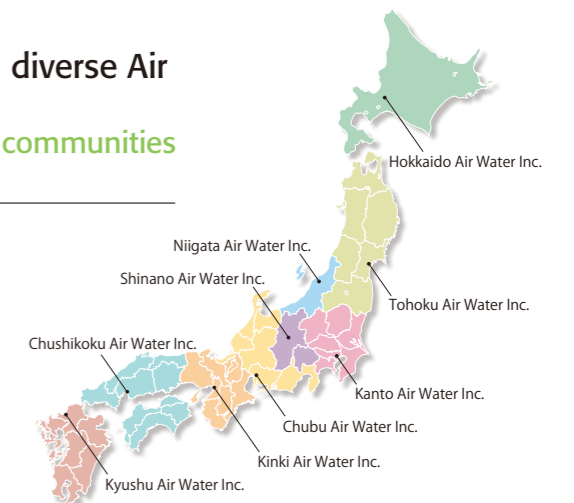 diverse Air
communities
Hokkaido Air Water Inc.
Niigata Air Water Inc.
Shinano Air Water Inc.
Tohoku Air Water Inc.
Chushikoku Air Water Inc.
Kanto Air Water Inc.
Chubu Air Water Inc.
Kinki Air Water Inc.
Kyushu Air Water Inc.